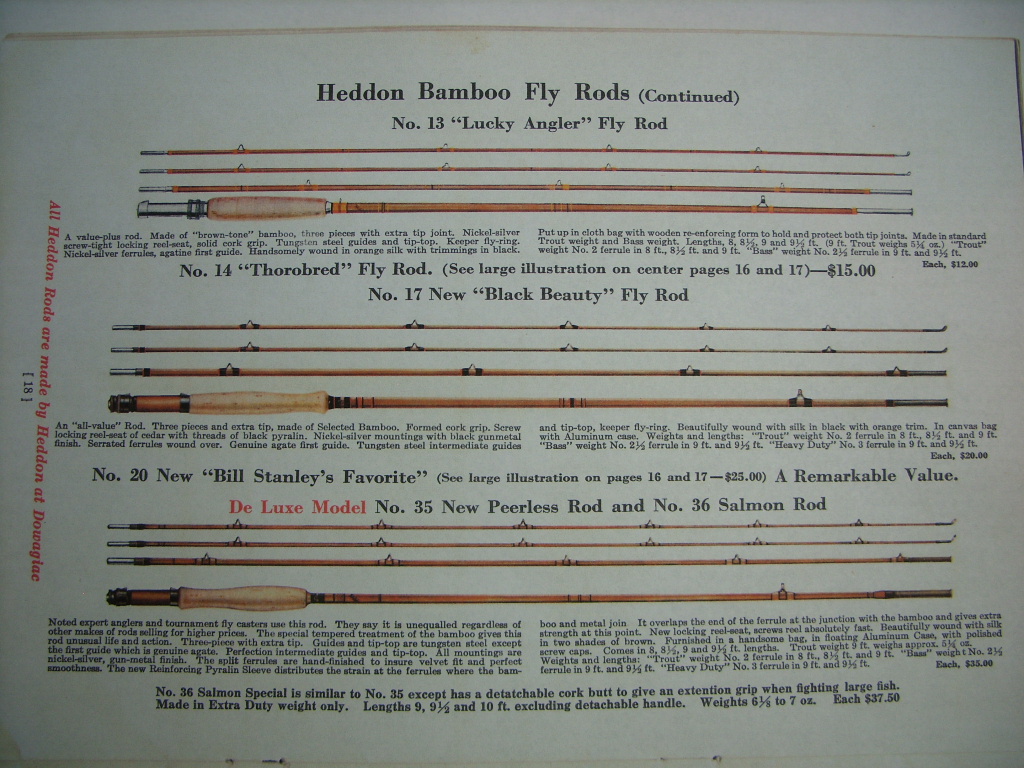 Heddon Bamboo Fly Rods (Continued)
No. 13 “Lucky Angler” Fly Rod
A value-plus rod. Made of "brown-tone" bamboo, three pieces with extra tip joint. Nickel-silver
screw-tight locking reel-seat, solid cork grip. Tungsten steel guides and tip-top. Keeper fly-ring.
Nickel-silver ferrules, agatine first guide. Handsomely wound in orange silk with trimmings in black.
Put up in cloth bag with wooden re-enforcing form to hold and protect both tip joints. Made in standard
Trout weight and Bass weight. Lengths, 8, 8½, 9 and 9½ ft. (9 ft. Trout weighs 5¾ oz.) "Trout"
weight No. 2 ferrule in 8 ft., 8½ ft. and 9 ft. "Bass" weight No. 2½ ferrule in 9 ft. and 9½ ft.
Each, $12.00
No. 14 “Thorobred” Fly Rod. (See large illustration on center pages 16 and 17)—$15.00
No. 17 New “Black Beauty” Fly Rod
An "all-value" Rod. Three pieces and extra tip, made of Selected Bamboo. Formed cork grip. Screw
locking reel-seat of cedar with threads of black pyralin. Nickel-silver mountings with black gunmetal
finish. Serrated ferrules wound over. Genuine agate first guide. Tungsten steel intermediate guides
and tip-top, keeper fly-ring. Beautifully wound with silk in black with orange trim. In canvas bag
with Aluminum case. Weights and lengths: "Trout" weight No. 2 ferrule in 8 ft., 8½ ft. and 9 ft.
"Bass" weight No. 2½ ferrule in 9 ft. and 9½ ft. "Heavy Duty" No. 3 ferrule in 9 ft. and 9½ ft.
Each, $20.00
No. 20 New “Bill Stanley’s Favorite” (See large illustration on pages 16 and 17—$25.00) A Remarkable Value.
De Luxe Model No. 35 New Peerless Rod and No. 36 Salmon Rod
Noted expert anglers and tournament fly casters use this rod. They say it is unequalled regardless of
other makes of rods selling for higher prices. The special tempered treatment of the bamboo gives this
rod unusual life and action. Three-piece with extra tip. Guides and tip-top are tungsten steel except
the first guide which is genuine agate. Perfection intermediate guides and tip-top. All mountings are
nickel-silver, gun-metal finish. The split ferrules are hand-finished to insure velvet fit and perfect
smoothness. The new Reinforcing Pyralin Sleeve distributes the strain at the ferrules where the bam-
boo and metal join It overlaps the end of the ferrule at the junction with the bamboo and gives extra
strength at this point. New locking reel-seat, screws reel absolutely fast. Beautifully wound with silk
in two shades of brown. Furnished in a handsome bag, in floating Aluminum Case, with polished
screw caps. Comes in 8, 8½, 9 and 9½ ft. lengths. Trout weight 9 ft. weighs approx. 5¾ oz.
Weights and lengths: "Trout" weight No. 2 ferrule in 8 ft., 8½ ft. and 9 ft. "Bass" weight No. 2½
ferrule in 9 ft. and 9½ ft. "Heavy Duty" No. 3 ferrule in 9 ft. and 9½ ft.
Each, $35.00
No. 36 Salmon Special is similar to No. 35 except has a detatchable cork butt to give an extention grip when fighting large fish.
Made in Extra Duty weight only. Lengths 9, 9½ and 10 ft. excluding detachable handle. Weights 6⅛ to 7 oz. Each $37.50
All Heddon Rods are made by Heddon at Dowagiac
[ 18 ]